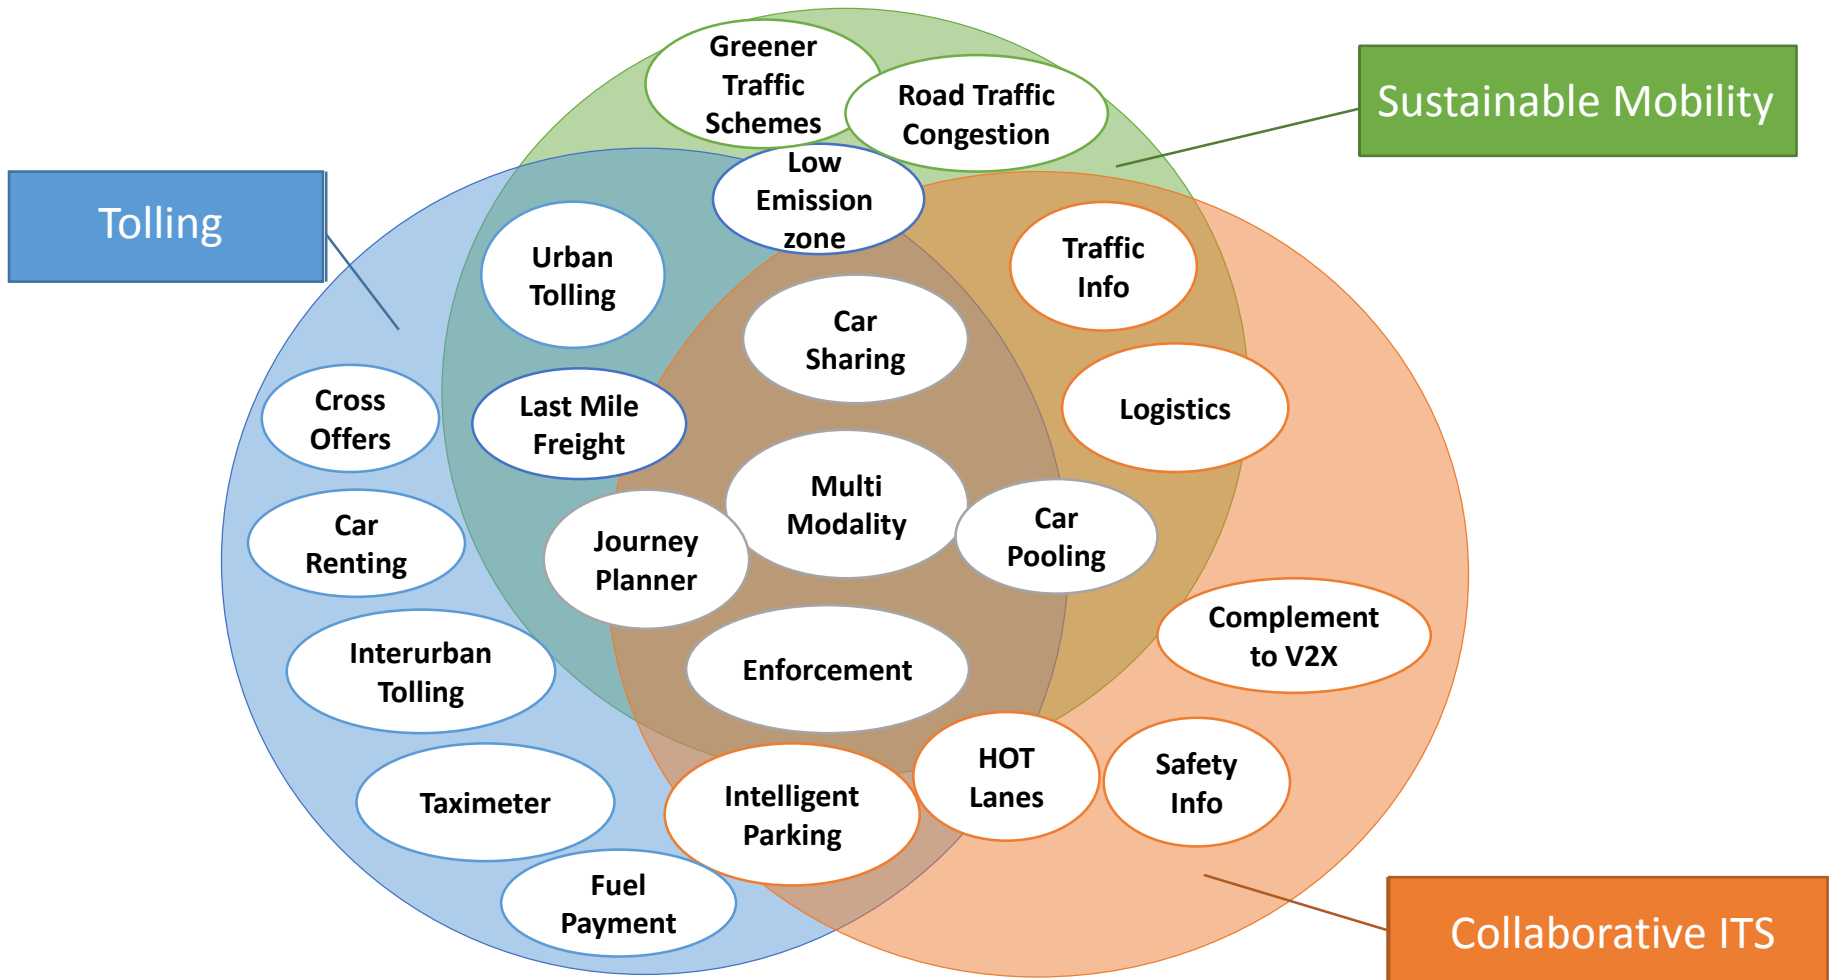 Greener
Traffic
Schemes
Road Traffic
Congestion
Sustainable Mobility
Tolling
Low
Emission
zone
Urban
Tolling
Traffic
Info
Car
Sharing
Cross
Offers
Last Mile
Freight
Logistics
Car
Renting
Journey
Planner
Multi
Modality
Car
Pooling
Interurban
Tolling
Enforcement
Complement
to V2X
Taximeter
Intelligent
Parking
HOT
Lanes
Safety
Info
Fuel
Payment
Collaborative ITS